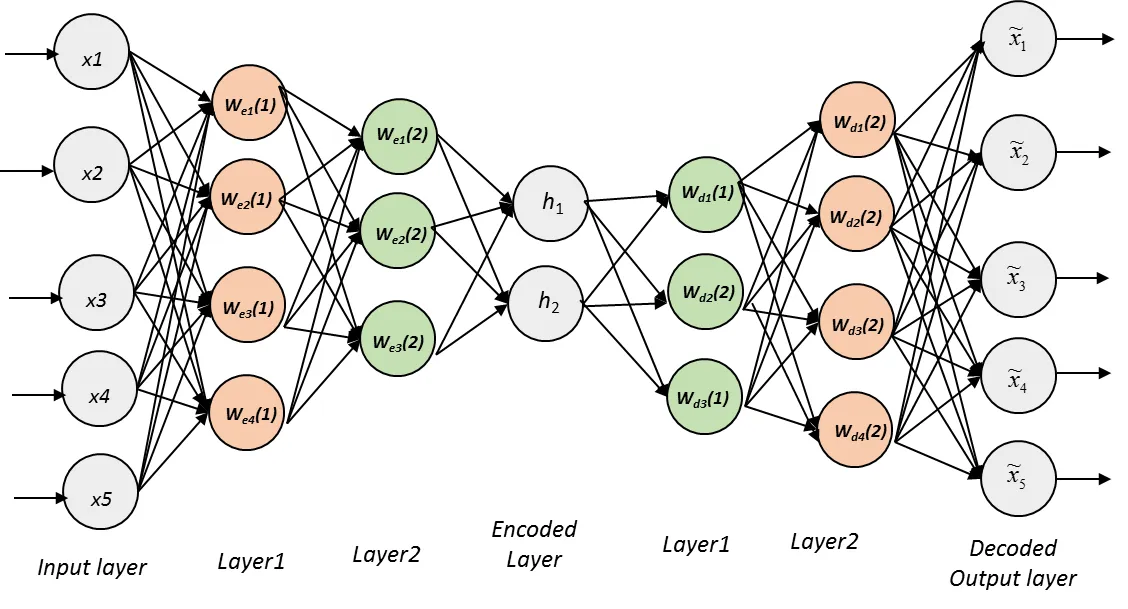 x1
x2
x3
x4
x5
We1(1)
We2(1)
We3(1)
We4(1)
We1(2)
We2(2)
We3(2)
h1
h2
Wd1(1)
Wd2(2)
Wd3(1)
Wd1(2)
Wd2(2)
Wd3(2)
Wd4(2)
x̃1
x̃2
x̃3
x̃4
x̃5
Input layer
Layer1
Layer2
Encoded
Layer
Layer1
Layer2
Decoded
Output layer